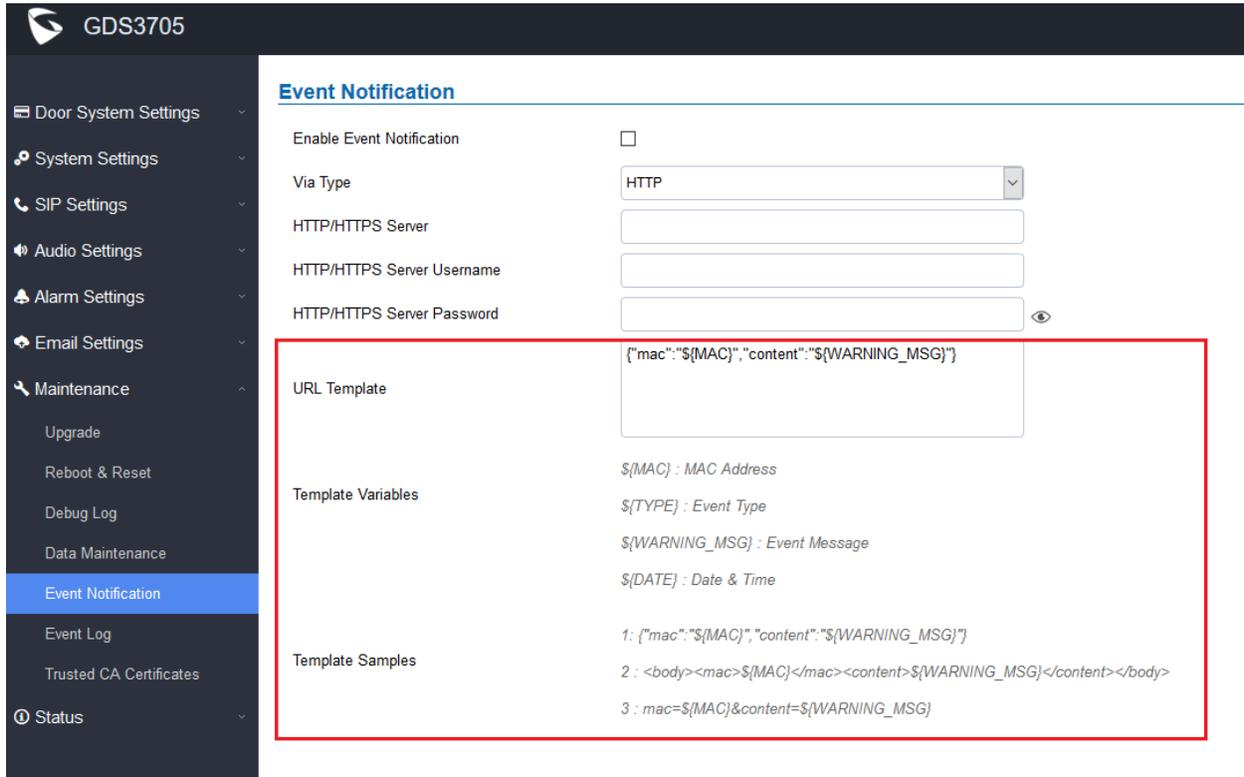 GDS3705
Door System Settings
System Settings
SIP Settings
Audio Settings
Alarm Settings
Email Settings
Maintenance
Upgrade
Reboot & Reset
Debug Log
Data Maintenance
Event Notification
Event Log
Trusted CA Certificates
Status
Event Notification
Enable Event Notification
Via Type
HTTP
HTTP/HTTPS Server
HTTP/HTTPS Server Username
HTTP/HTTPS Server Password
URL Template
{"mac":"${MAC}","content":"${WARNING_MSG}"}
Template Variables
${MAC} : MAC Address
${TYPE} : Event Type
${WARNING_MSG} : Event Message
${DATE} : Date & Time
Template Samples
1: {"mac":"${MAC}","content":"${WARNING_MSG}"}
2 : <body><mac>${MAC}</mac><content>${WARNING_MSG}</content></body>
3 : mac=${MAC}&content=${WARNING_MSG}